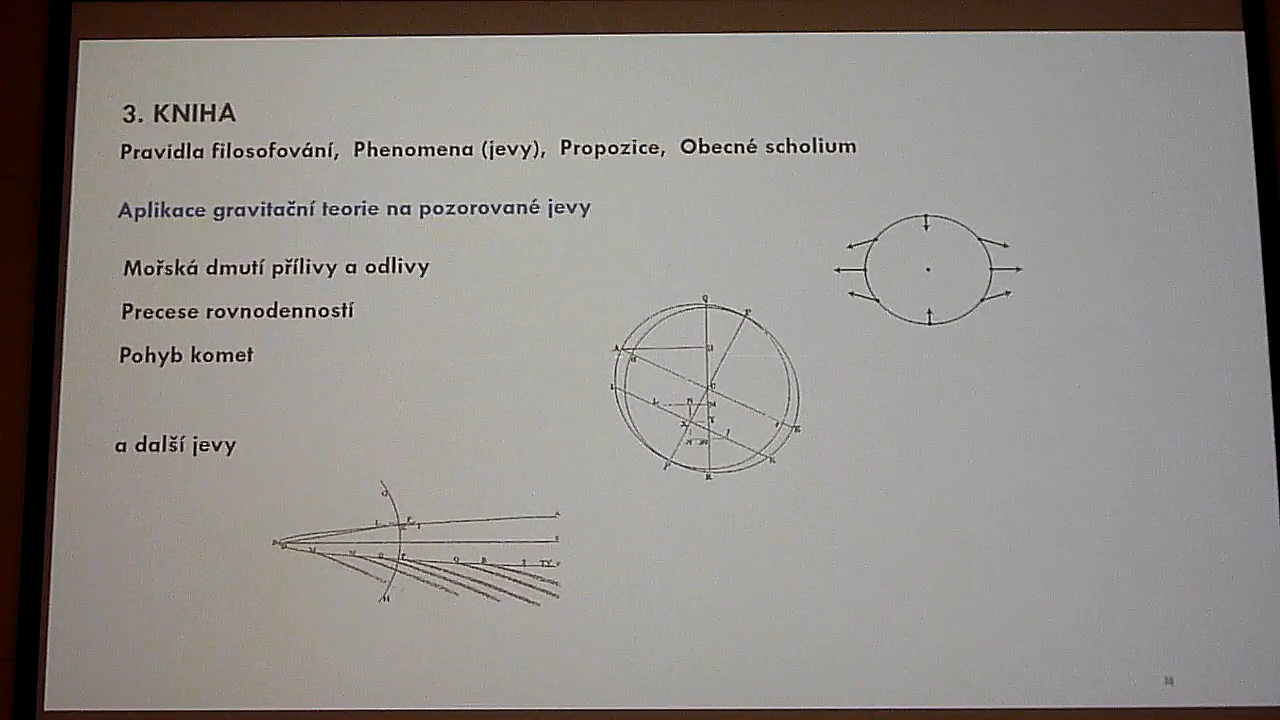 3. KNIHA
Pravidla filosofování, Phenomena (jevy), Propozice, Obecné scholium
Aplikace gravitační teorie na pozorované jevy
Mořská dmutí přílivy a odlivy
Precese rovnodenností
Pohyb komet
a další jevy